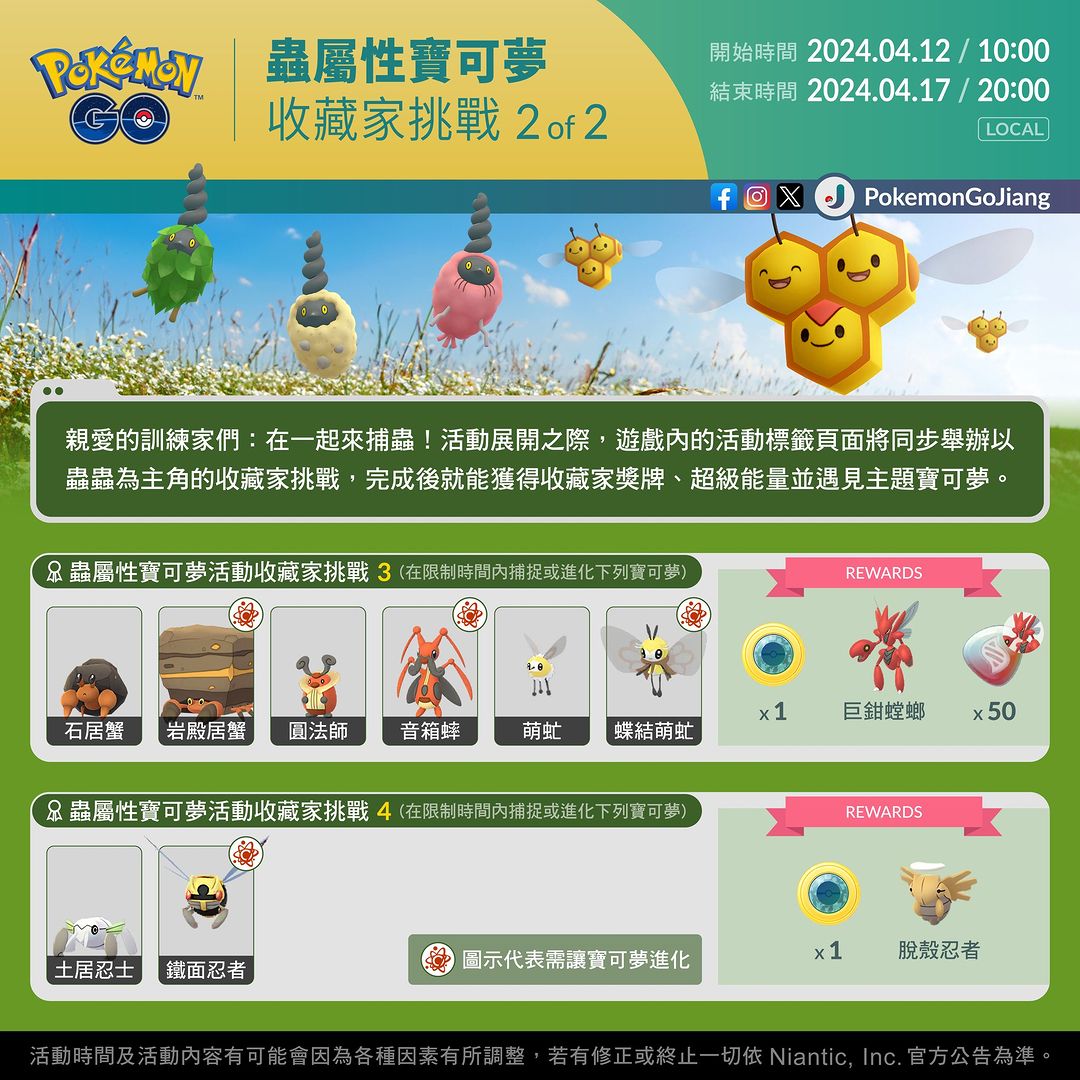 POKÉMON
GO
TM
蟲屬性寶可夢
收藏家挑戰 2 of 2
開始時間 2024.04.12 / 10:00
結束時間 2024.04.17 / 20:00
LOCAL
PokemonGoJiang
親愛的訓練家們：在一起來捕蟲！活動展開之際，遊戲內的活動標籤頁面將同步舉辦以
蟲蟲為主角的收藏家挑戰，完成後就能獲得收藏家獎牌、超級能量並遇見主題寶可夢。
蟲屬性寶可夢活動收藏家挑戰 3 (在限制時間內捕捉或進化下列寶可夢)
REWARDS
石居蟹
岩殿居蟹
圓法師
音箱蟀
萌虻
蝶結萌虻
x 1
巨鉗螳螂
x 50
蟲屬性寶可夢活動收藏家挑戰 4 (在限制時間內捕捉或進化下列寶可夢)
REWARDS
土居忍士
鐵面忍者
圖示代表需讓寶可夢進化
x 1
脫殼忍者
活動時間及活動內容有可能會因為各種因素有所調整，若有修正或終止一切依 Niantic, Inc. 官方公告為準。